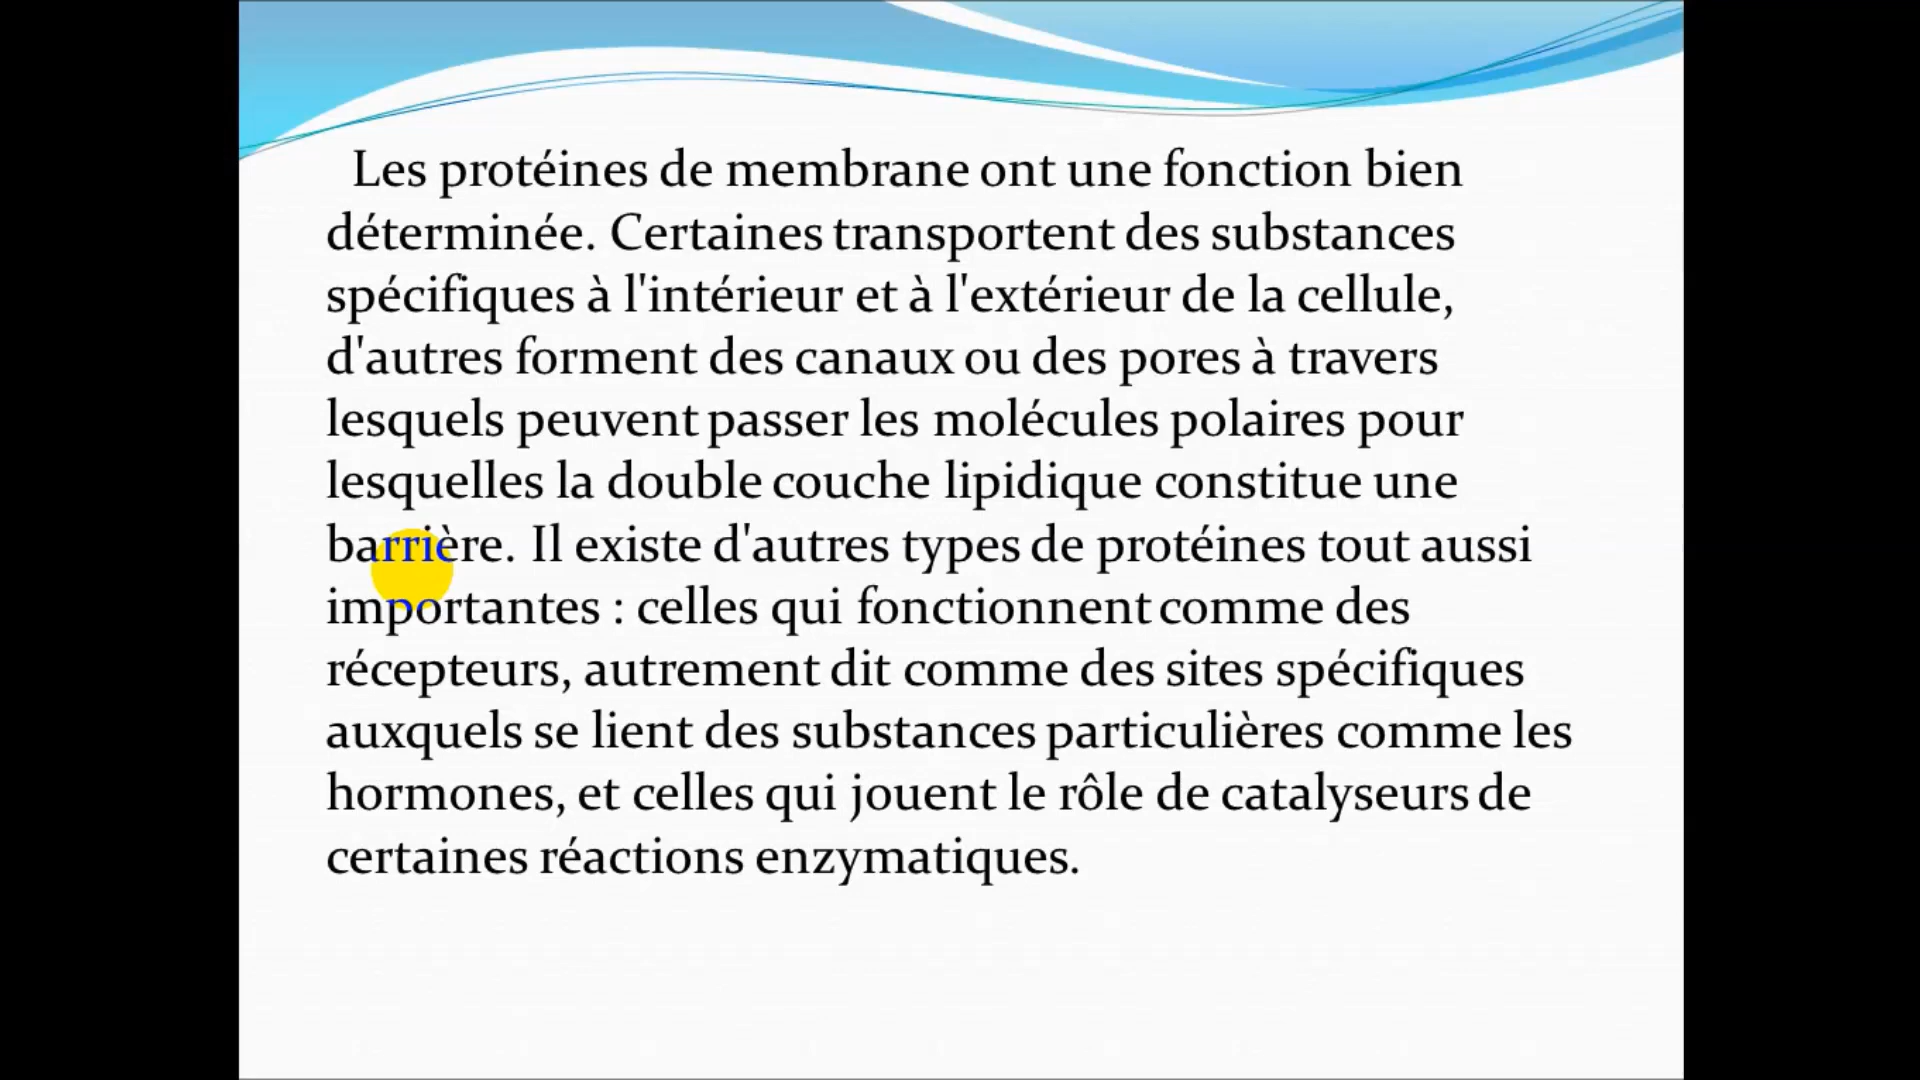 Les protéines de membrane ont une fonction bien
déterminée. Certaines transportent des substances
spécifiques à l'intérieur et à l'extérieur de la cellule,
d'autres forment des canaux ou des pores à travers
lesquels peuvent passer les molécules polaires pour
lesquelles la double couche lipidique constitue une
barrière. Il existe d'autres types de protéines tout aussi
importantes : celles qui fonctionnent comme des
récepteurs, autrement dit comme des sites spécifiques
auxquels se lient des substances particulières comme les
hormones, et celles qui jouent le rôle de catalyseurs de
certaines réactions enzymatiques.